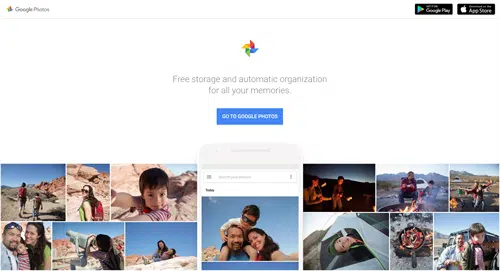 Google Photos
GET IT ON
Google Play
Download on the
App Store
Free storage and automatic organization
for all your memories.
GO TO GOOGLE PHOTOS
Search your photos
Today